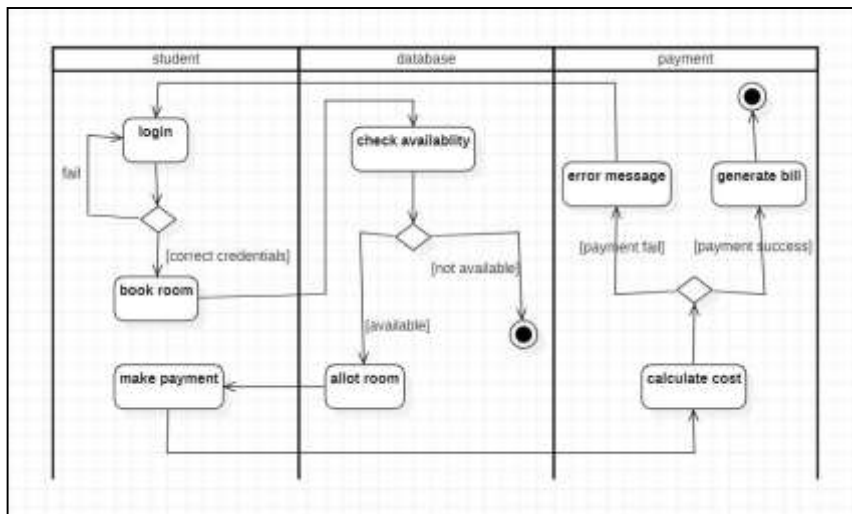 student
database
payment
login
fail
[correct credentials]
book room
make payment
check availablity
[not available]
[available]
allot room
error message
generate bill
[payment fail]
[payment success]
calculate cost